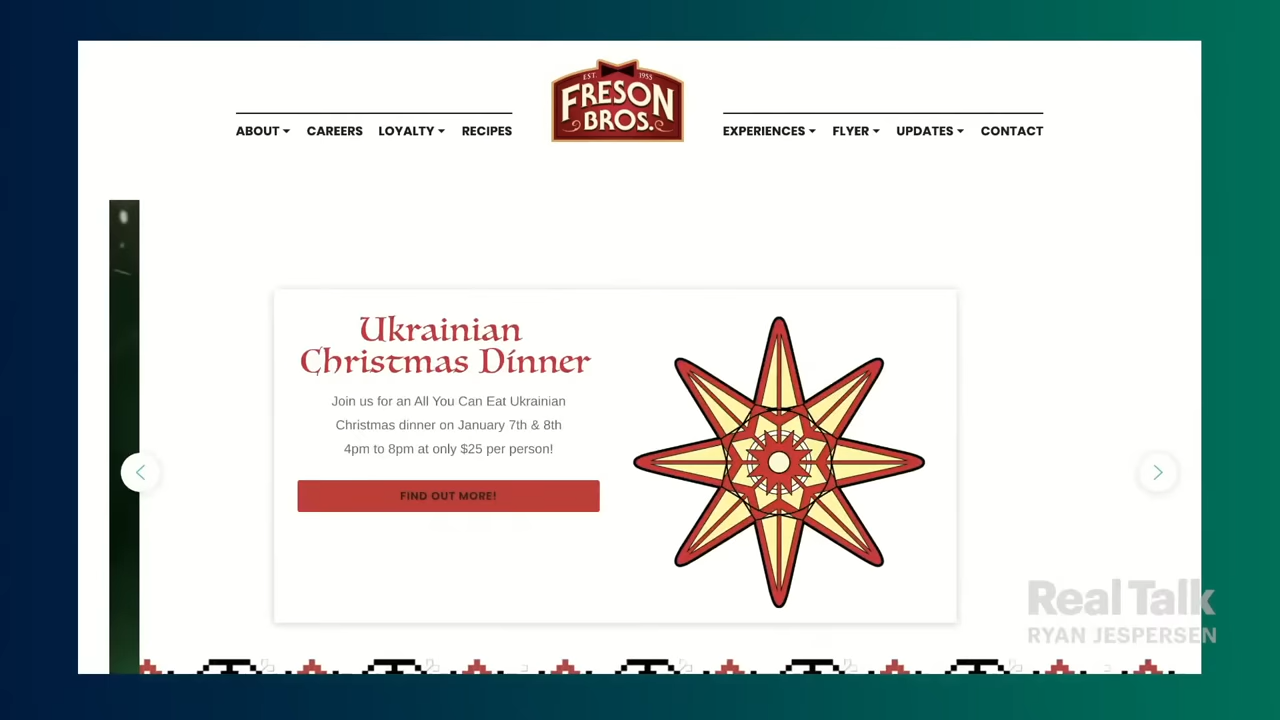 EST. 1955
FRESON
BROS.
ABOUT CAREERS LOYALTY RECIPES
EXPERIENCES FLYER UPDATES CONTACT
Ukrainian
Christmas Dinner
Join us for an All You Can Eat Ukrainian
Christmas dinner on January 7th & 8th
4pm to 8pm at only $25 per person!
FIND OUT MORE!
Real Talk
RYAN JESPERSEN